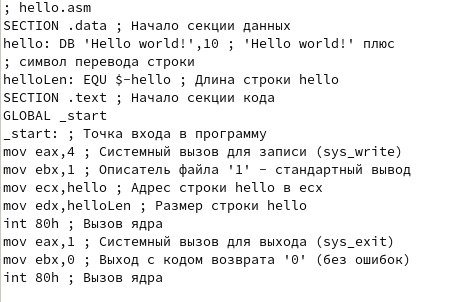 ; hello.asm
SECTION .data ; Начало секции данных
hello: DB 'Hello world!',10 ; 'Hello world!' плюс
; символ перевода строки
helloLen: EQU $-hello ; Длина строки hello
SECTION .text ; Начало секции кода
GLOBAL _start
_start: ; Точка входа в программу
mov eax,4 ; Системный вызов для записи (sys_write)
mov ebx,1 ; Описатель файла '1' – стандартный вывод
mov ecx,hello ; Адрес строки hello в ecx
mov edx,helloLen ; Размер строки hello
int 80h ; Вызов ядра
mov eax,1 ; Системный вызов для выхода (sys_exit)
mov ebx,0 ; Выход с кодом возврата '0' (без ошибок)
int 80h ; Вызов ядра